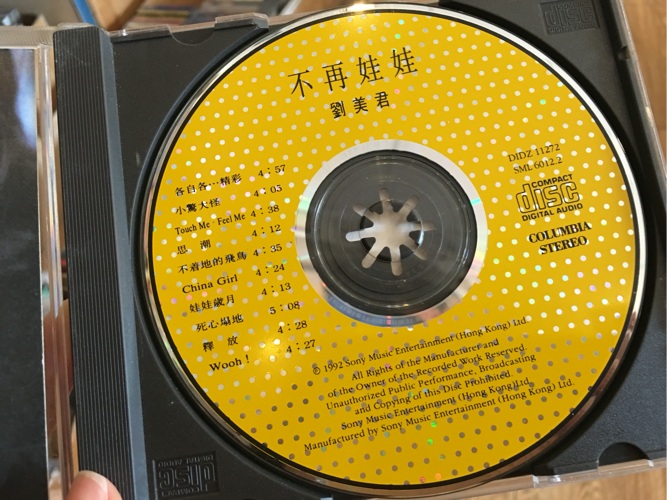 不再娃娃
劉美君
DIDZ 11272
SML 6012.2
COMPACT
disc
DIGITAL AUDIO
COLUMBIA
STEREO
各自各…精彩 4:57
小驚大怪 4:05
Touch Me Feel Me 4:38
思潮 4:12
不着地的飛鳥 4:35
China Girl 4:24
娃娃歲月 4:13
死心塌地 5:08
釋放 4:28
Wooh! 4:27
© 1992 Sony Music Entertainment (Hong Kong) Ltd.
All Rights of the Manufacturer and
of the Owner of the Recorded Work Reserved.
Unauthorized Public Performance, Broadcasting
and Copying of this Disc Prohibited.
Sony Music Entertainment (Hong Kong) Ltd.
Manufactured by Sony Music Entertainment (Hong Kong) Ltd.
COMPACT
disc
DIGITAL AUDIO